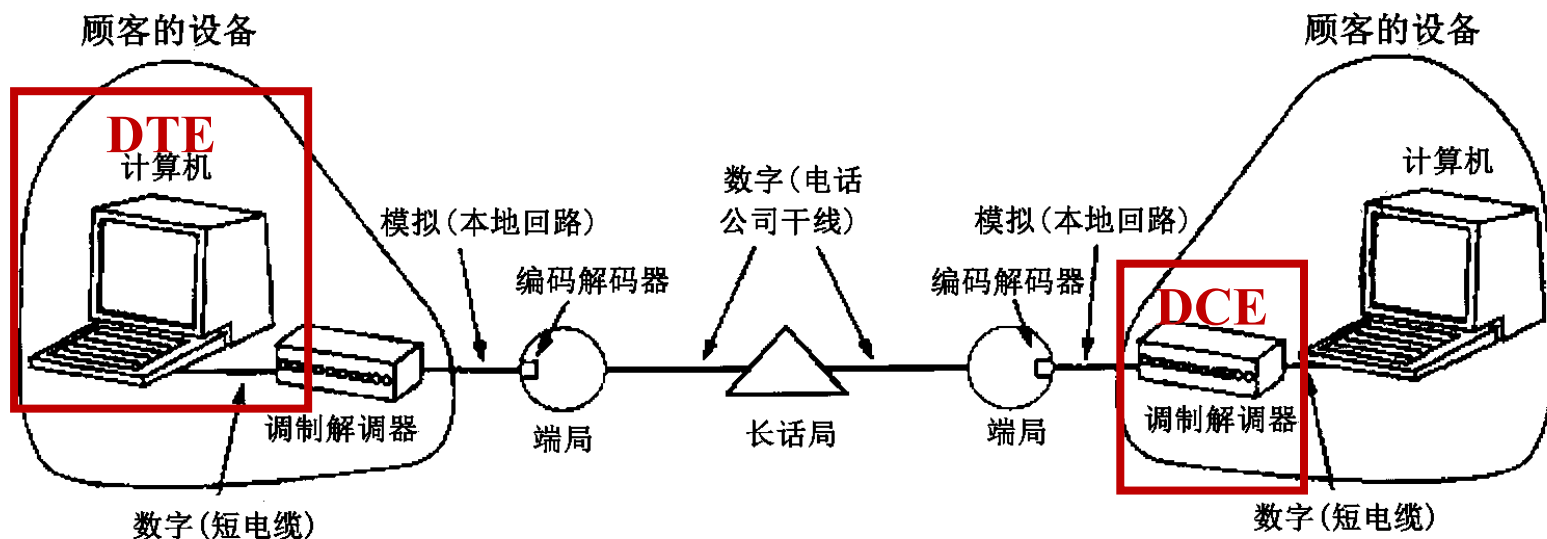 顾客的设备
顾客的设备
DTE
计算机
计算机
数字(电话
公司干线)
模拟(本地回路)
模拟(本地回路)
编码解码器
编码解码器
DCE
调制解调器
端局
长话局
端局
调制解调器
数字(短电缆)
数字(短电缆)